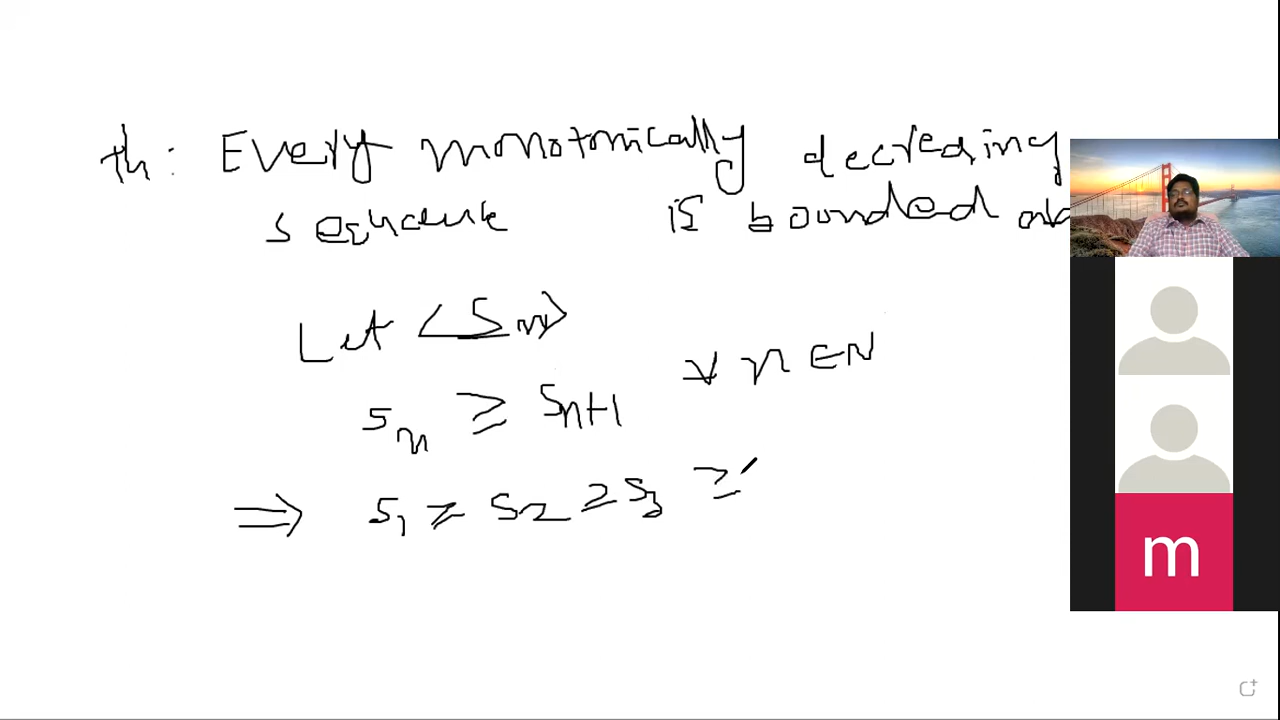 th: Every monotonically decreasing
sequence is bounded
Let <Sn>
Sn ≥ Sn+1 ∀ n ∈ N
⇒ S1 ≥ S2 ≥ S3 ≥
m